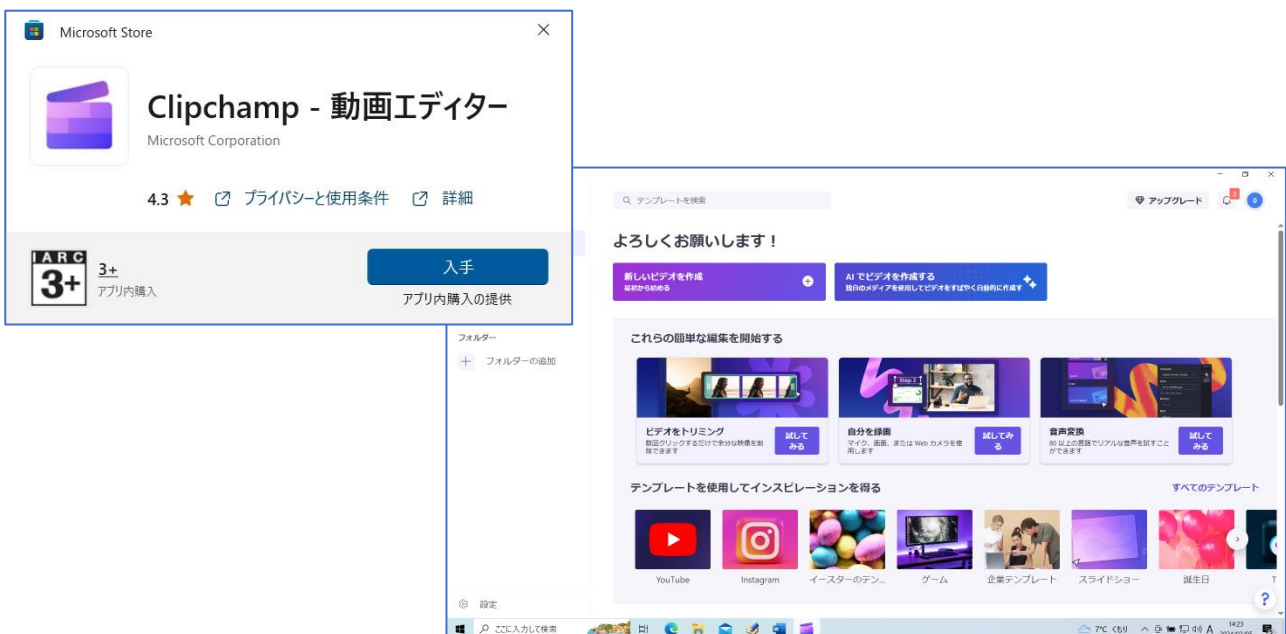 Microsoft Store
Clipchamp - 動画エディター
Microsoft Corporation
4.3 プライバシーと使用条件 詳細
IARC
3+
3+
アプリ内購入
入手
アプリ内購入の提供
テンプレートを検索
アップグレード
よろしくお願いします！
新しいビデオを作成
最初から始める
AI でビデオを作成する
独自のメディアを使用してビデオをすばやく自動的に作成す
フォルダー
フォルダーの追加
これらの簡単な編集を開始する
Step 2
ビデオをトリミング
数回クリックするだけで余分な映像を削
除できます
試して
みる
自分を録画
マイク、画面、または Web カメラを使
用します
試してみ
る
音声変換
80 以上の言語でリアルな音声を試すこと
ができます
試して
みる
テンプレートを使用してインスピレーションを得る
すべてのテンプレート
YouTube
Instagram
イースターのテン...
ゲーム
企業テンプレート
スライドショー
誕生日
T
設定
?
ここに入力して検索
7°C くもり
A
14:23